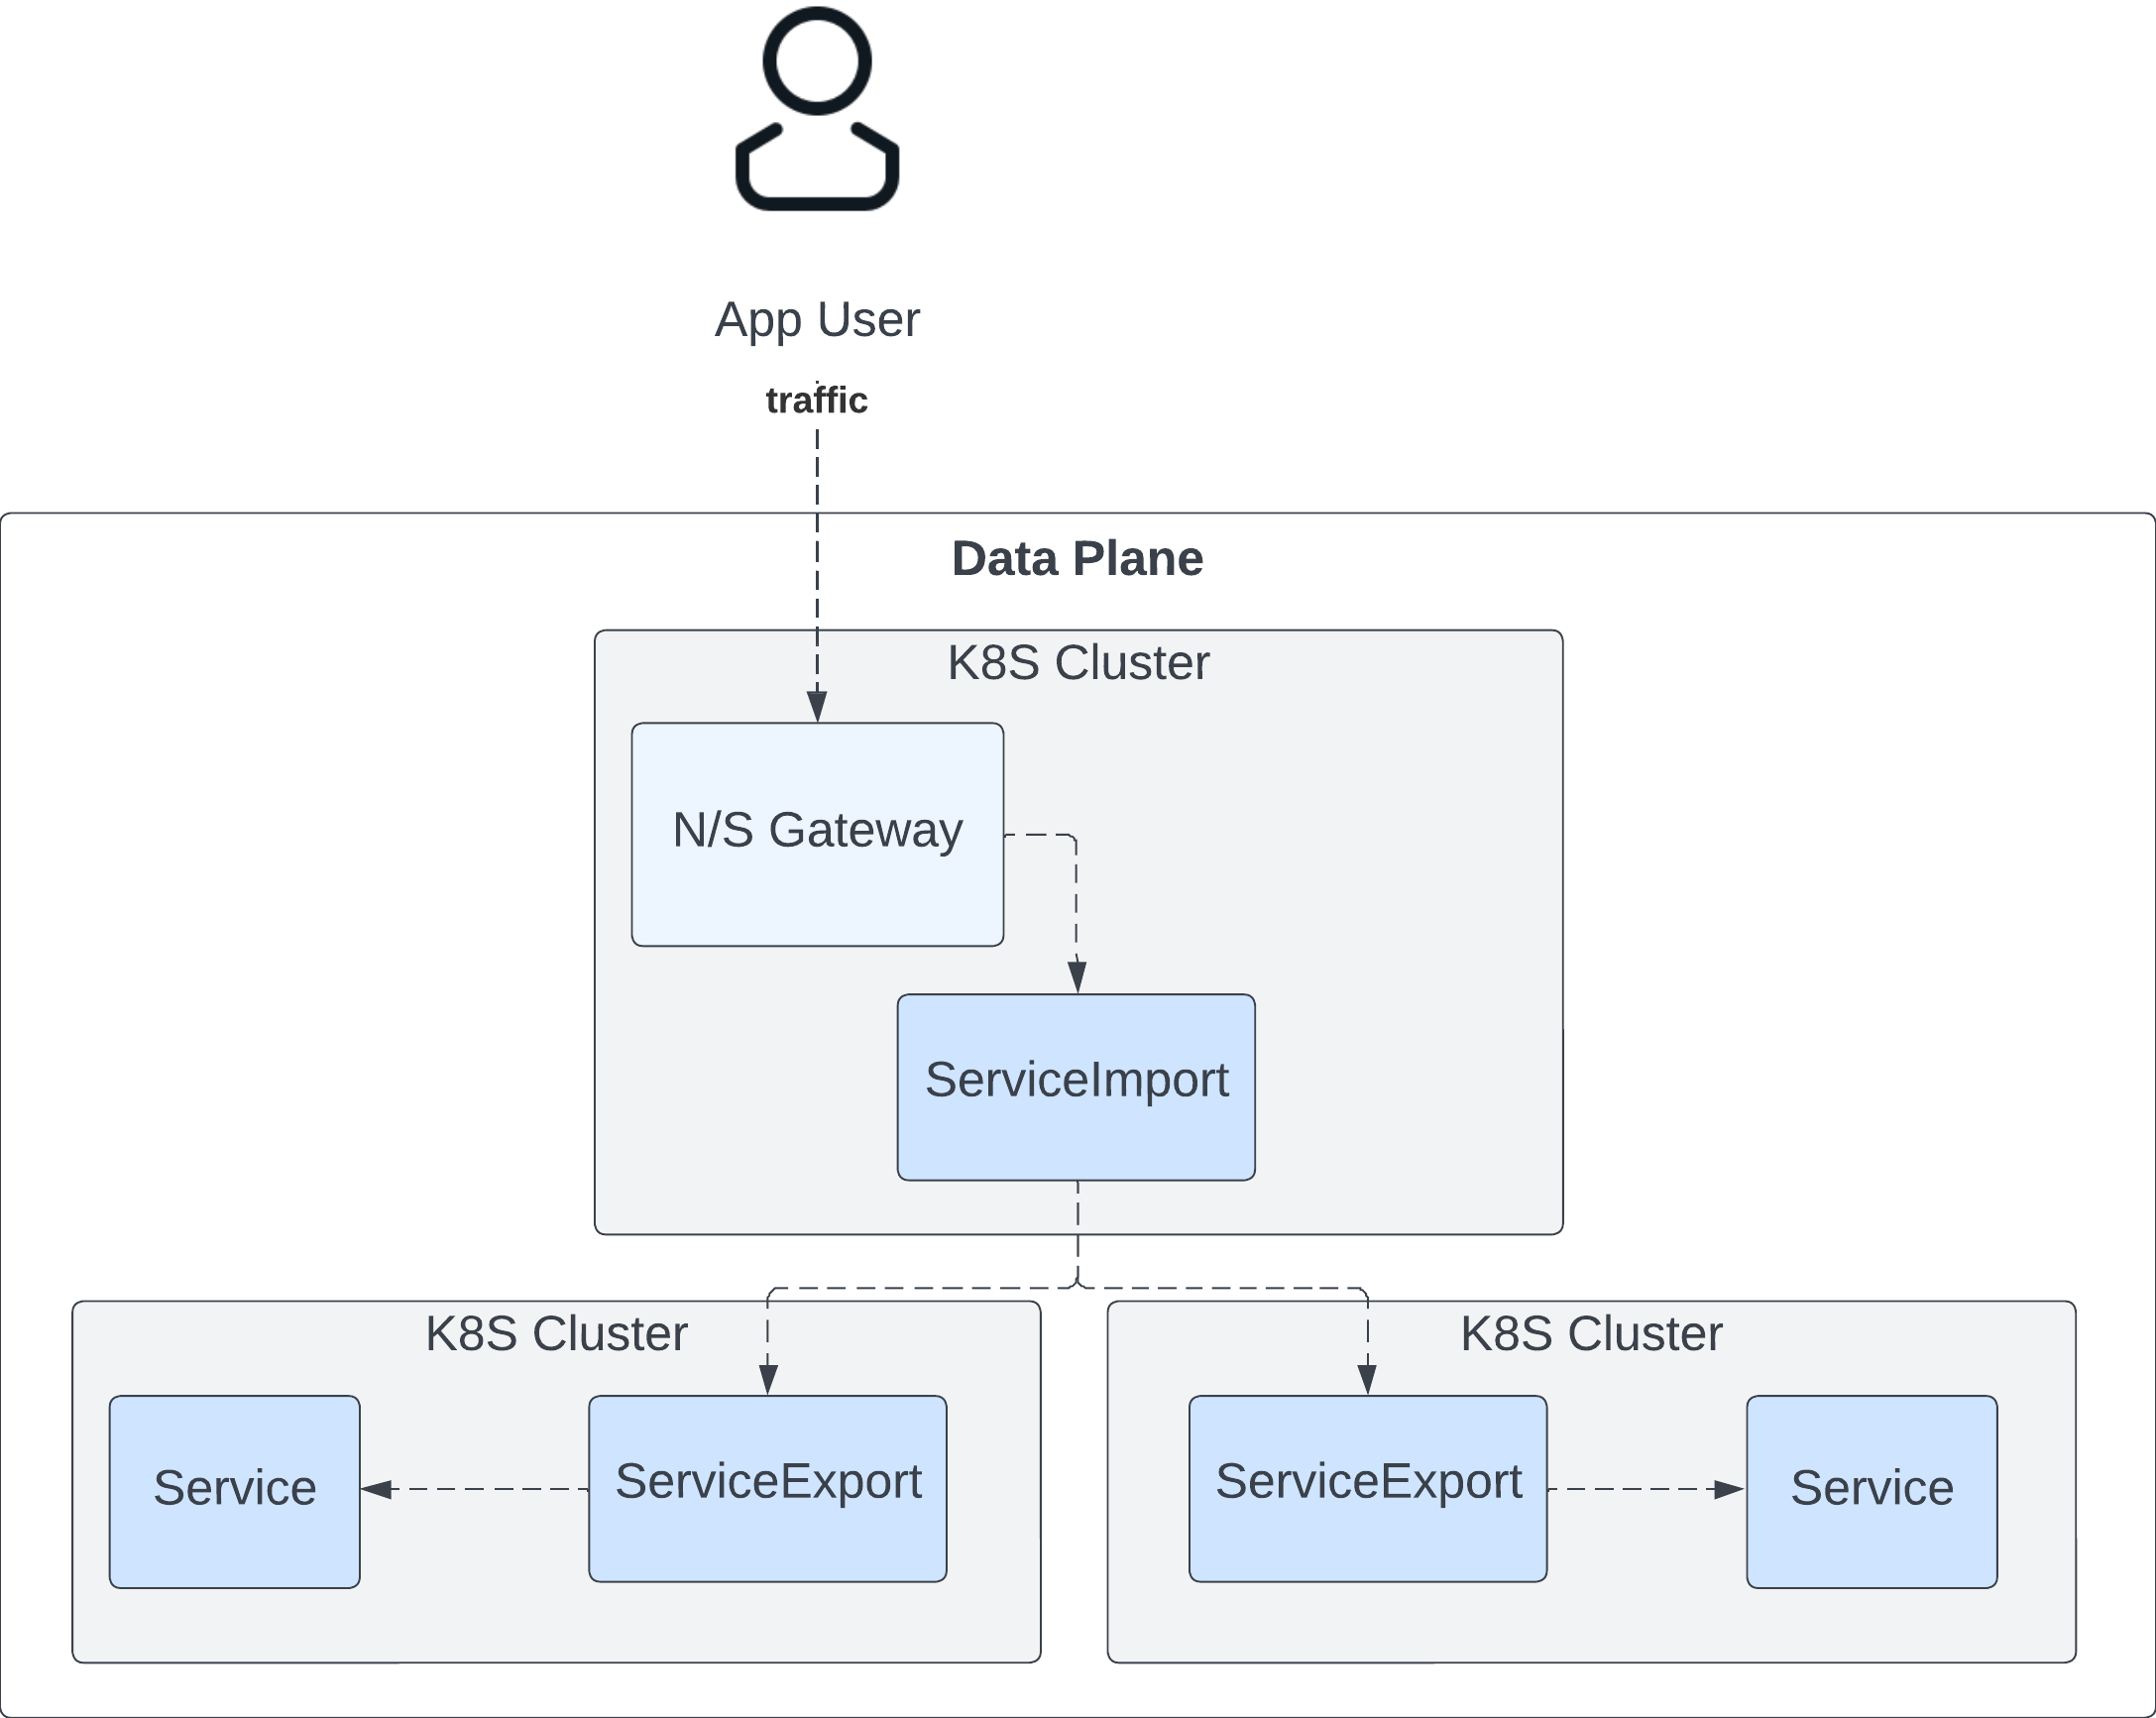 App User
traffic
Data Plane
K8S Cluster
N/S Gateway
ServiceImport
K8S Cluster
Service
ServiceExport
K8S Cluster
ServiceExport
Service